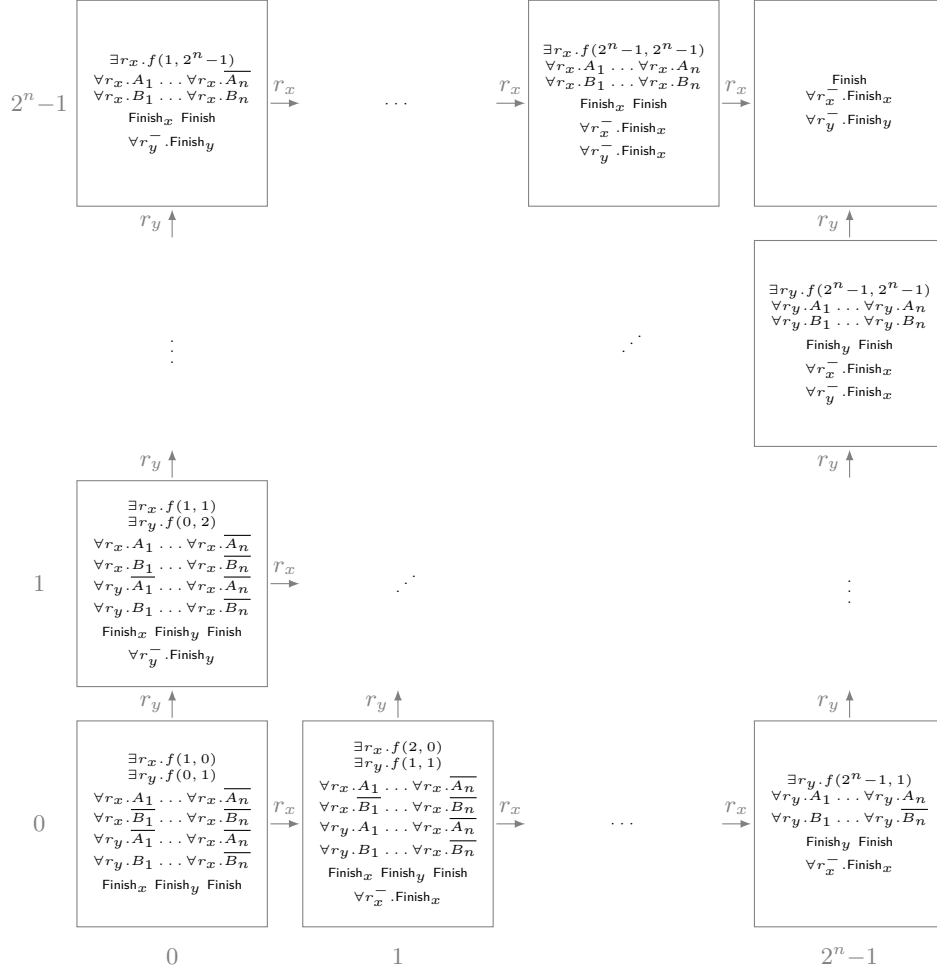 2ⁿ−1
∃r_x.f(1, 2ⁿ−1)
∀r_x.A₁ … ∀r_x.A̅ₙ
∀r_x.B₁ … ∀r_x.Bₙ
Finish_x Finish
∀r_y⁻.Finish_y
r_x
…
r_x
∃r_x.f(2ⁿ−1, 2ⁿ−1)
∀r_x.A₁ … ∀r_x.Aₙ
∀r_x.B₁ … ∀r_x.Bₙ
Finish_x Finish
∀r_x⁻.Finish_x
∀r_y⁻.Finish_x
r_x
Finish
∀r_x⁻.Finish_x
∀r_y⁻.Finish_y
r_y
r_y
⋮
⋰
∃r_y.f(2ⁿ−1, 2ⁿ−1)
∀r_y.A₁ … ∀r_y.Aₙ
∀r_y.B₁ … ∀r_y.Bₙ
Finish_y Finish
∀r_x⁻.Finish_x
∀r_y⁻.Finish_x
r_y
r_y
1
∃r_x.f(1, 1)
∃r_y.f(0, 2)
∀r_x.A₁ … ∀r_x.A̅ₙ
∀r_x.B₁ … ∀r_x.B̅ₙ
∀r_y.A̅₁ … ∀r_x.A̅ₙ
∀r_y.B₁ … ∀r_x.B̅ₙ
Finish_x Finish_y Finish
∀r_y⁻.Finish_y
r_x
⋰
⋮
r_y
r_y
r_y
0
∃r_x.f(1, 0)
∃r_y.f(0, 1)
∀r_x.A₁ … ∀r_x.A̅ₙ
∀r_x.B̅₁ … ∀r_x.B̅ₙ
∀r_y.A̅₁ … ∀r_x.A̅ₙ
∀r_y.B₁ … ∀r_x.B̅ₙ
Finish_x Finish_y Finish
r_x
∃r_x.f(2, 0)
∃r_y.f(1, 1)
∀r_x.A₁ … ∀r_x.A̅ₙ
∀r_x.B̅₁ … ∀r_x.B̅ₙ
∀r_y.A₁ … ∀r_x.A̅ₙ
∀r_y.B₁ … ∀r_x.B̅ₙ
Finish_x Finish_y Finish
∀r_x⁻.Finish_x
r_x
…
r_x
∃r_y.f(2ⁿ−1, 1)
∀r_y.A₁ … ∀r_y.Aₙ
∀r_y.B₁ … ∀r_y.B̅ₙ
Finish_y Finish
∀r_x⁻.Finish_x
0
1
2ⁿ−1